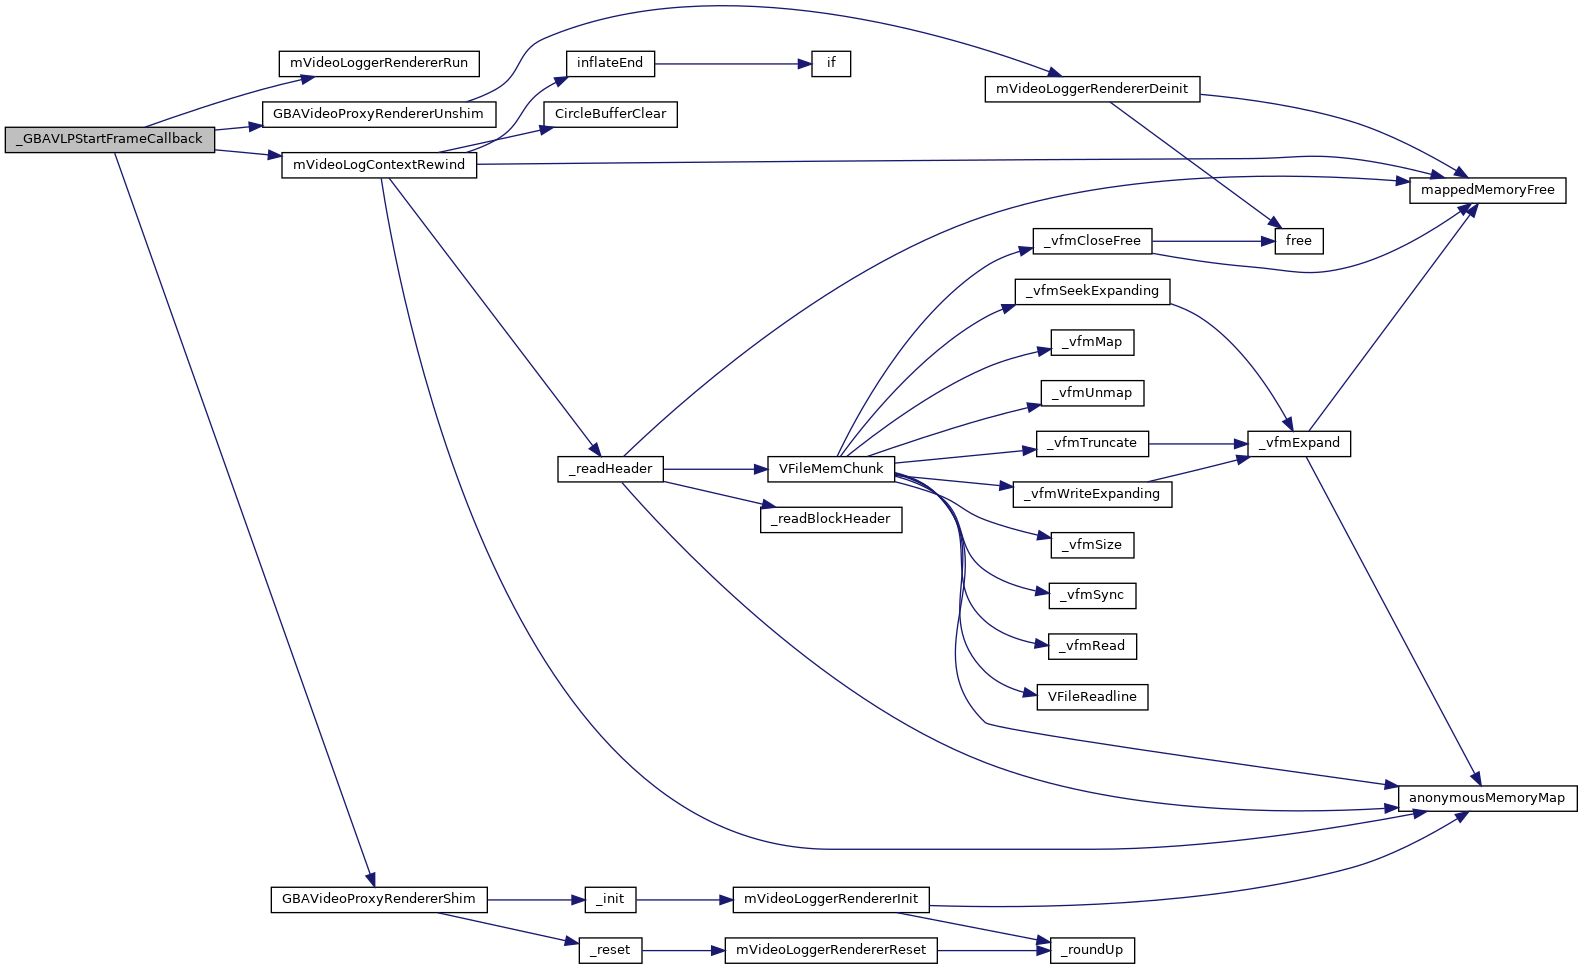 mVideoLoggerRendererRun
inflateEnd
if
mVideoLoggerRendererDeinit
GBAVideoProxyRendererUnshim
CircleBufferClear
_GBAVLPStartFrameCallback
mVideoLogContextRewind
mappedMemoryFree
_vfmCloseFree
free
_vfmSeekExpanding
_vfmMap
_vfmUnmap
_vfmTruncate
_vfmExpand
_readHeader
VFileMemChunk
_vfmWriteExpanding
_readBlockHeader
_vfmSize
_vfmSync
_vfmRead
VFileReadline
anonymousMemoryMap
GBAVideoProxyRendererShim
_init
mVideoLoggerRendererInit
_reset
mVideoLoggerRendererReset
_roundUp